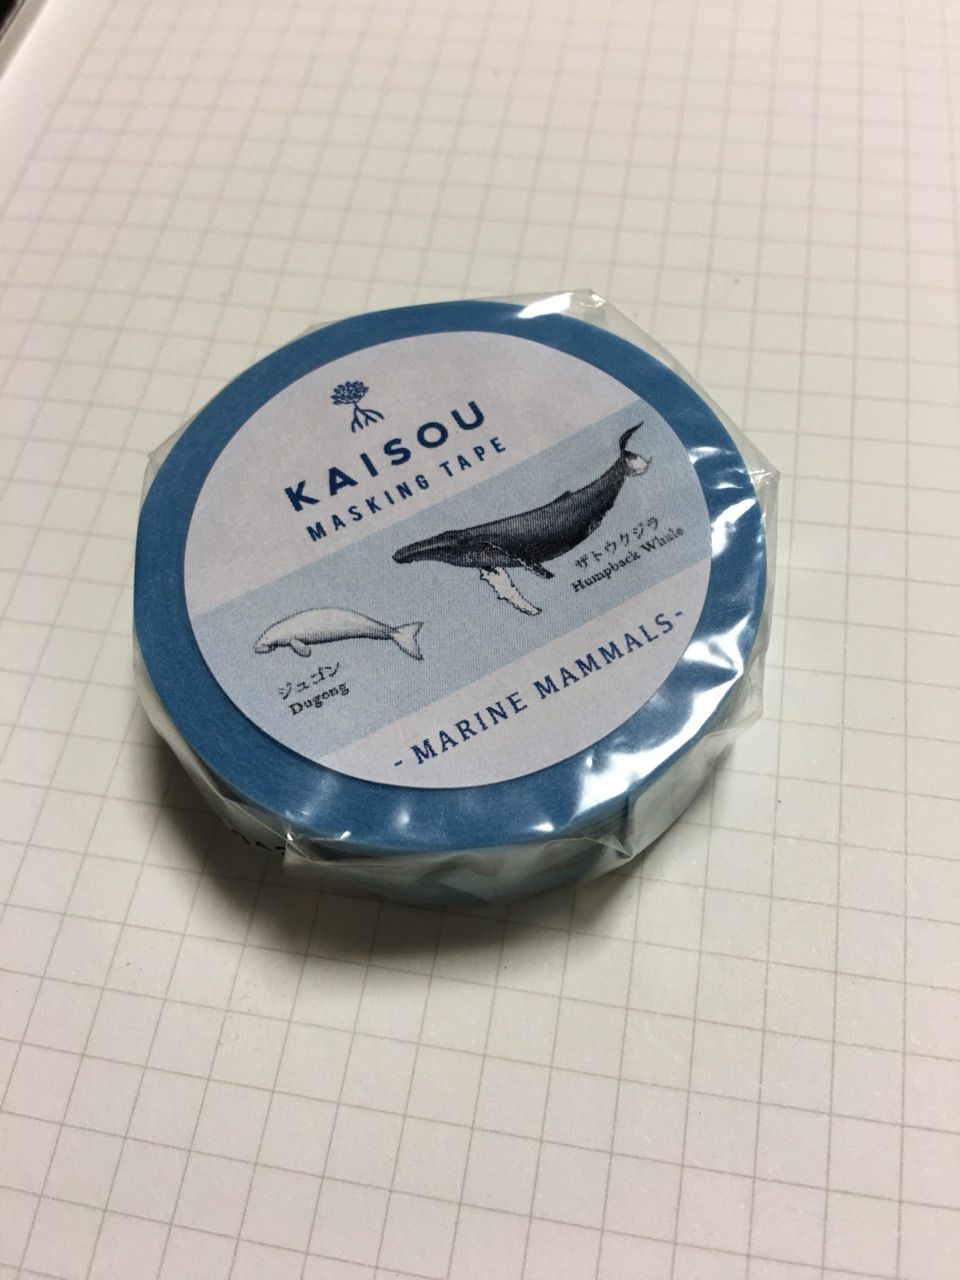 KAISOU
MASKING TAPE
ザトウクジラ
Humpback Whale
ジュゴン
Dugong
- MARINE MAMMALS -